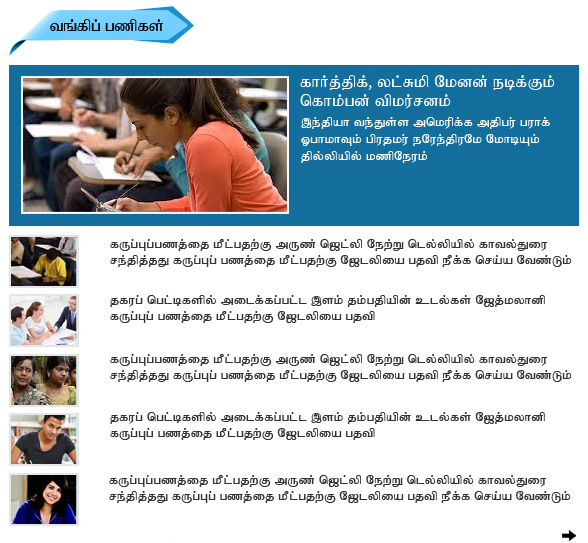 வங்கிப் பணிகள்
கார்த்திக், லட்சுமி மேனன் நடிக்கும்
கொம்பன் விமர்சனம்
இந்தியா வந்துள்ள அமெரிக்க அதிபர் பராக்
ஒபாமாவும் பிரதமர் நரேந்திரமே மோடியும்
தில்லியில் மணிநேரம்
கருப்புப்பணத்தை மீட்பதற்கு அருண் ஜெட்லி நேற்று டெல்லியில் காவல்துரை
சந்தித்தது கருப்புப் பணத்தை மீட்பதற்கு ஜேடலியை பதவி நீக்க செய்ய வேண்டும்
தகரப் பெட்டிகளில் அடைக்கப்பட்ட இளம் தம்பதியின் உடல்கள் ஜேத்மலானி
கருப்புப் பணத்தை மீட்பதற்கு ஜேடலியை பதவி
கருப்புப்பணத்தை மீட்பதற்கு அருண் ஜெட்லி நேற்று டெல்லியில் காவல்துரை
சந்தித்தது கருப்புப் பணத்தை மீட்பதற்கு ஜேடலியை பதவி நீக்க செய்ய வேண்டும்
தகரப் பெட்டிகளில் அடைக்கப்பட்ட இளம் தம்பதியின் உடல்கள் ஜேத்மலானி
கருப்புப் பணத்தை மீட்பதற்கு ஜேடலியை பதவி
கருப்புப்பணத்தை மீட்பதற்கு அருண் ஜெட்லி நேற்று டெல்லியில் காவல்துரை
சந்தித்தது கருப்புப் பணத்தை மீட்பதற்கு ஜேடலியை பதவி நீக்க செய்ய வேண்டும்